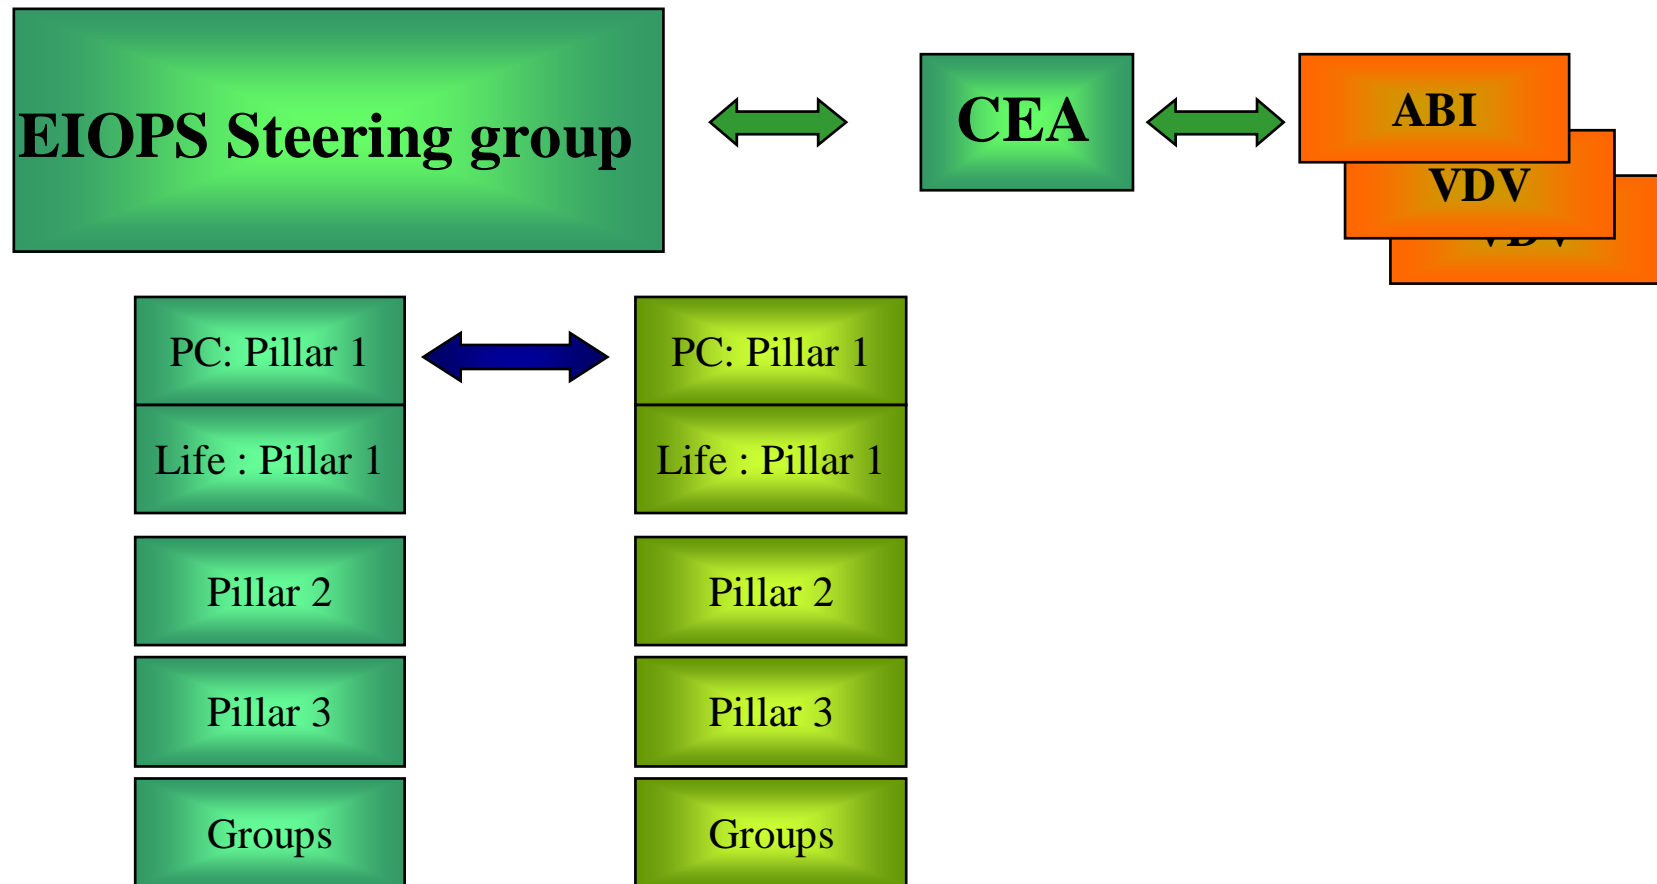 EIOPS Steering group
CEA
ABI
VDV
VDV
PC: Pillar 1
PC: Pillar 1
Life : Pillar 1
Life : Pillar 1
Pillar 2
Pillar 2
Pillar 3
Pillar 3
Groups
Groups